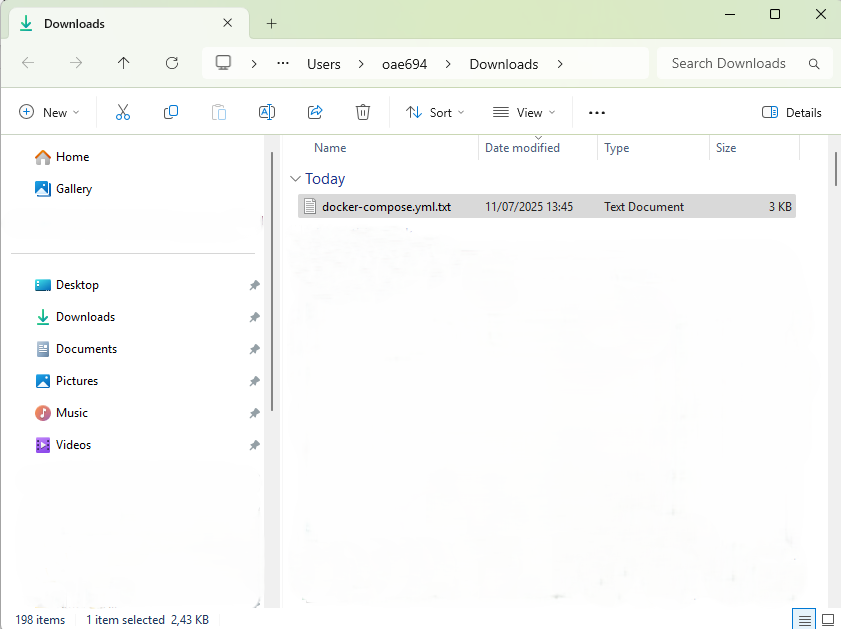 Downloads
Users
oae694
Downloads
Search Downloads
New
Sort
View
Details
Home
Gallery
Desktop
Downloads
Documents
Pictures
Music
Videos
Name Date modified Type Size
Today
docker-compose.yml.txt 11/07/2025 13:45 Text Document 3 KB
198 items 1 item selected 2,43 KB